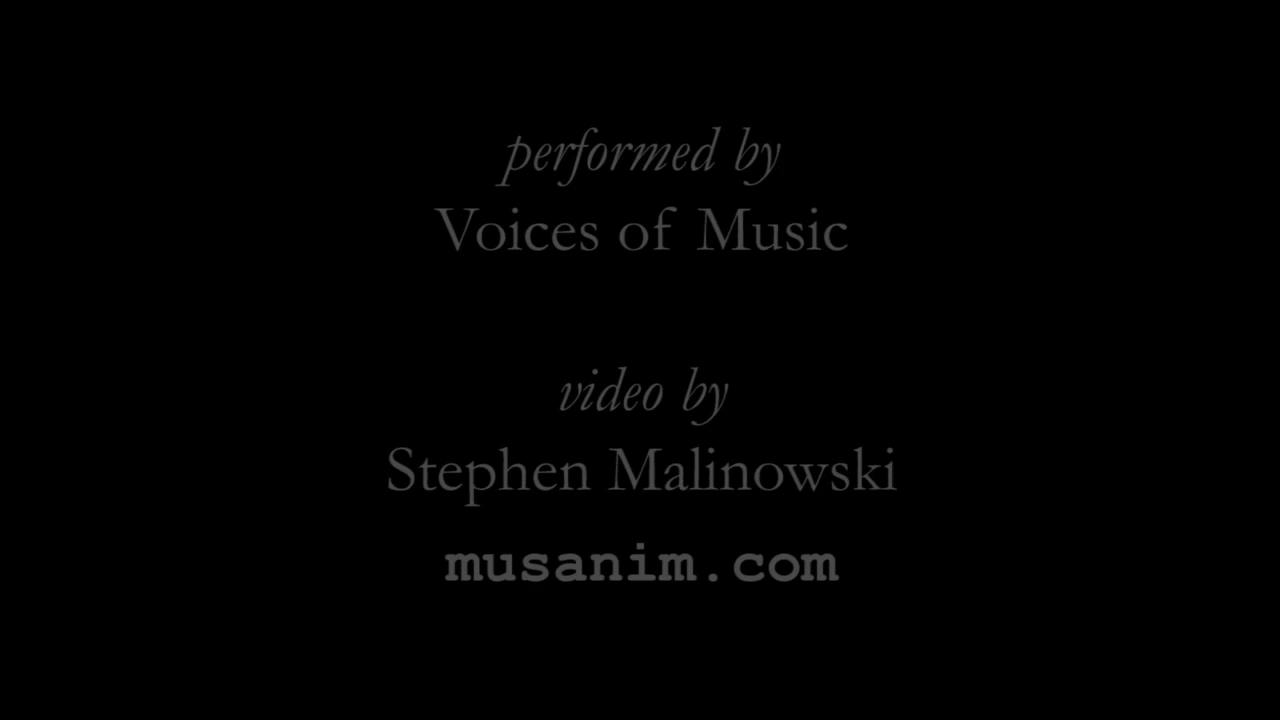 performed by
Voices of Music
video by
Stephen Malinowski
musanim.com